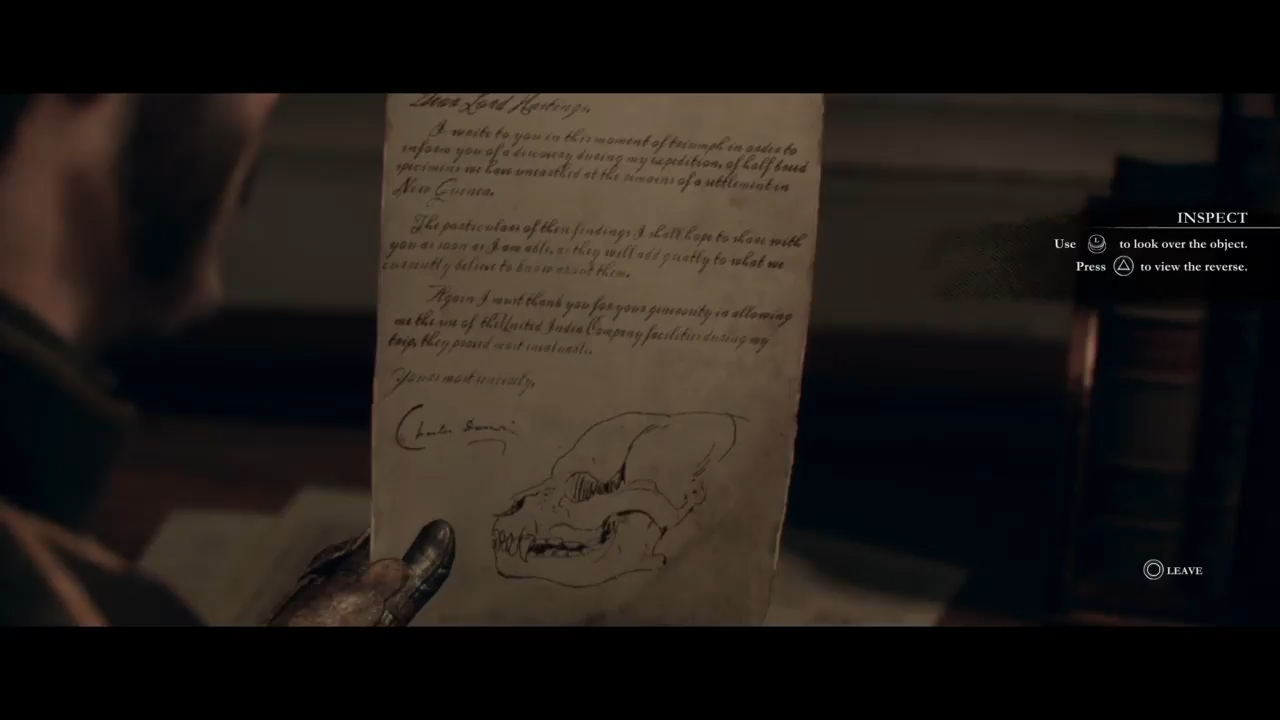 Dear Lord Hastings,
I write to you in this moment of triumph in order to
inform you of a discovery during my expedition, of half breed
specimens we have unearthed at the remains of a settlement in
New Guinea.
The particulars of these findings I shall hope to share with
you as soon as I am able, as they will add greatly to what we
currently believe to know about them.
Again I must thank you for your generosity in allowing
me the use of the United India Company facilities during my
trip, they proved most invaluable.
Yours most sincerely,
Charles Darwin
INSPECT
Use L to look over the object.
Press to view the reverse.
LEAVE